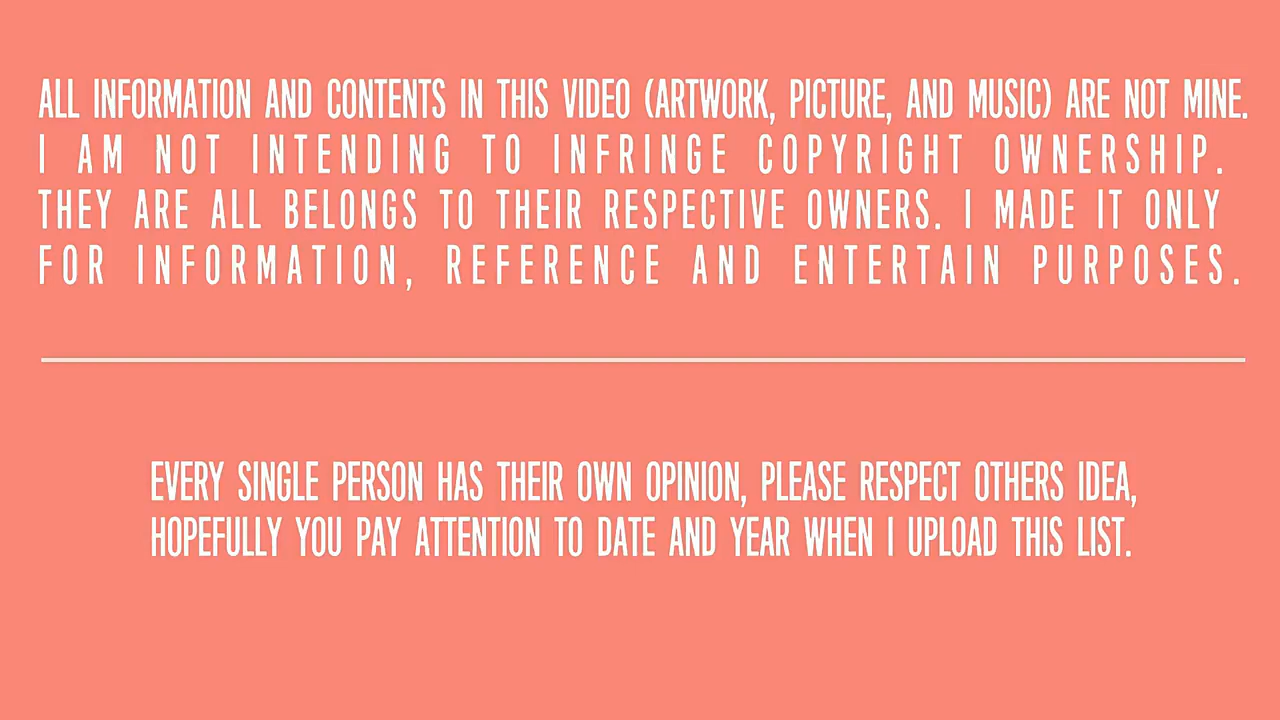 ALL INFORMATION AND CONTENTS IN THIS VIDEO (ARTWORK, PICTURE, AND MUSIC) ARE NOT MINE.
I AM NOT INTENDING TO INFRINGE COPYRIGHT OWNERSHIP.
THEY ARE ALL BELONGS TO THEIR RESPECTIVE OWNERS. I MADE IT ONLY
FOR INFORMATION, REFERENCE AND ENTERTAIN PURPOSES.
EVERY SINGLE PERSON HAS THEIR OWN OPINION, PLEASE RESPECT OTHERS IDEA,
HOPEFULLY YOU PAY ATTENTION TO DATE AND YEAR WHEN I UPLOAD THIS LIST.